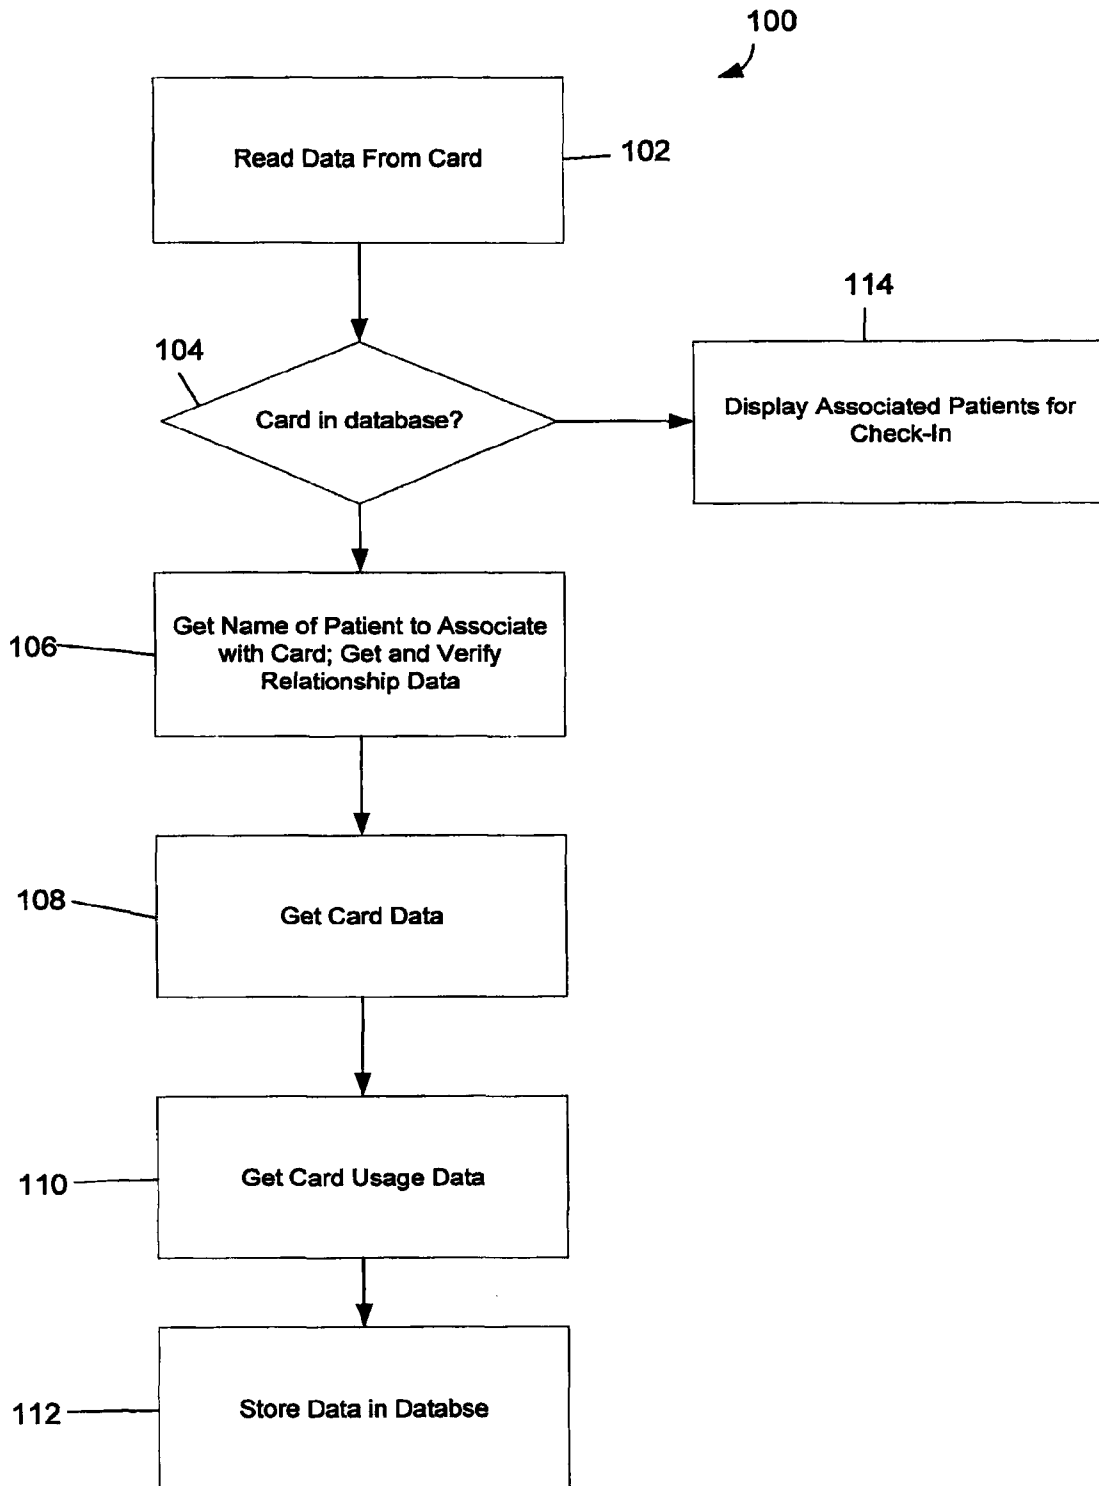 100
Read Data From Card
102
114
104
Card in database?
Display Associated Patients for
Check-In
Get Name of Patient to Associate
with Card; Get and Verify
Relationship Data
106
108
Get Card Data
110
Get Card Usage Data
112
Store Data in Databse